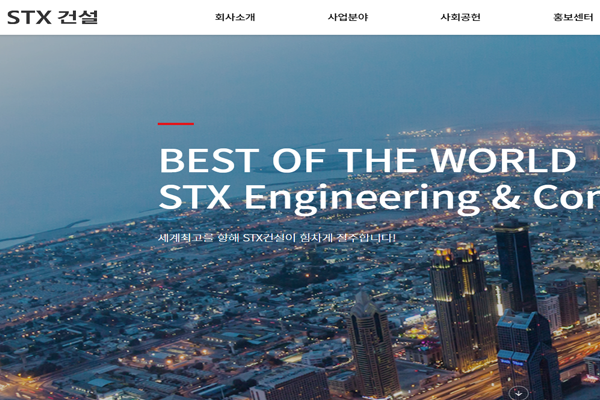 STX 건설
회사소개 사업분야 사회공헌 홍보센터
BEST OF THE WORLD
STX Engineering & Con
세계최고를 향해 STX건설이 힘차게 질주합니다!